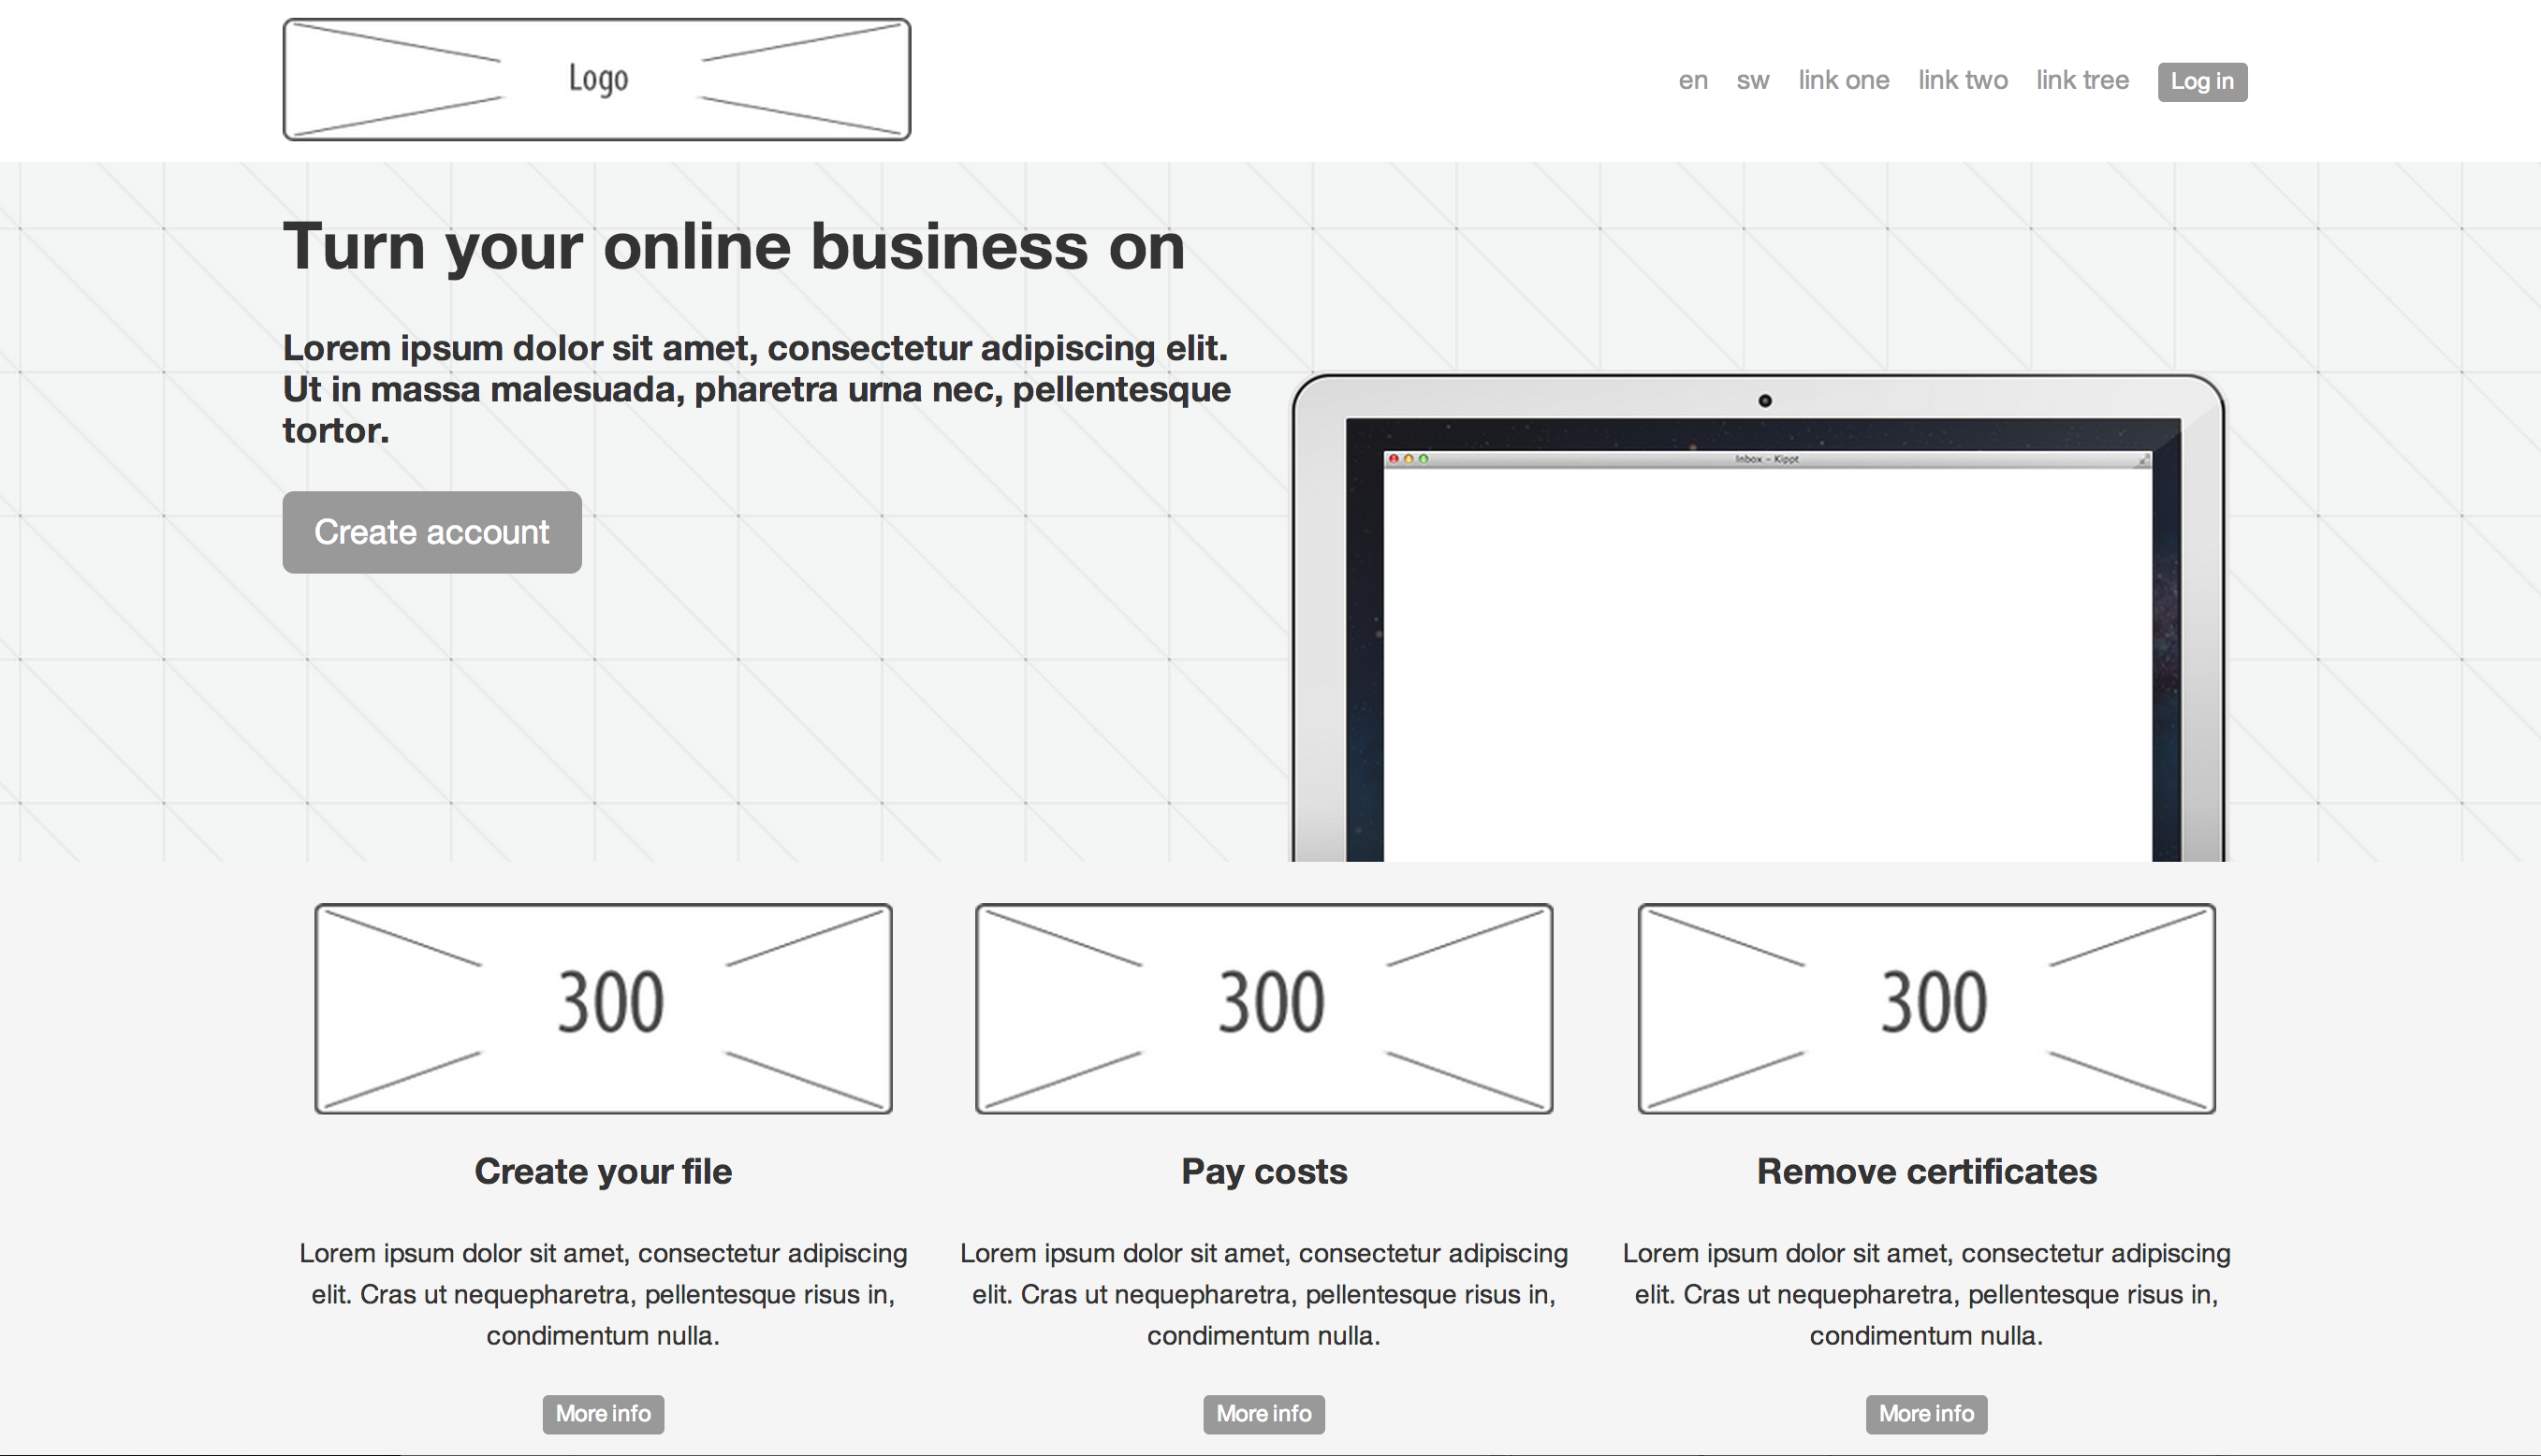 Logo
en sw link one link two link tree Log in
Turn your online business on
Lorem ipsum dolor sit amet, consectetur adipiscing elit.
Ut in massa malesuada, pharetra urna nec, pellentesque
tortor.
Create account
Inbox – Kippt
300
300
300
Create your file
Lorem ipsum dolor sit amet, consectetur adipiscing
elit. Cras ut nequepharetra, pellentesque risus in,
condimentum nulla.
More info
Pay costs
Lorem ipsum dolor sit amet, consectetur adipiscing
elit. Cras ut nequepharetra, pellentesque risus in,
condimentum nulla.
More info
Remove certificates
Lorem ipsum dolor sit amet, consectetur adipiscing
elit. Cras ut nequepharetra, pellentesque risus in,
condimentum nulla.
More info